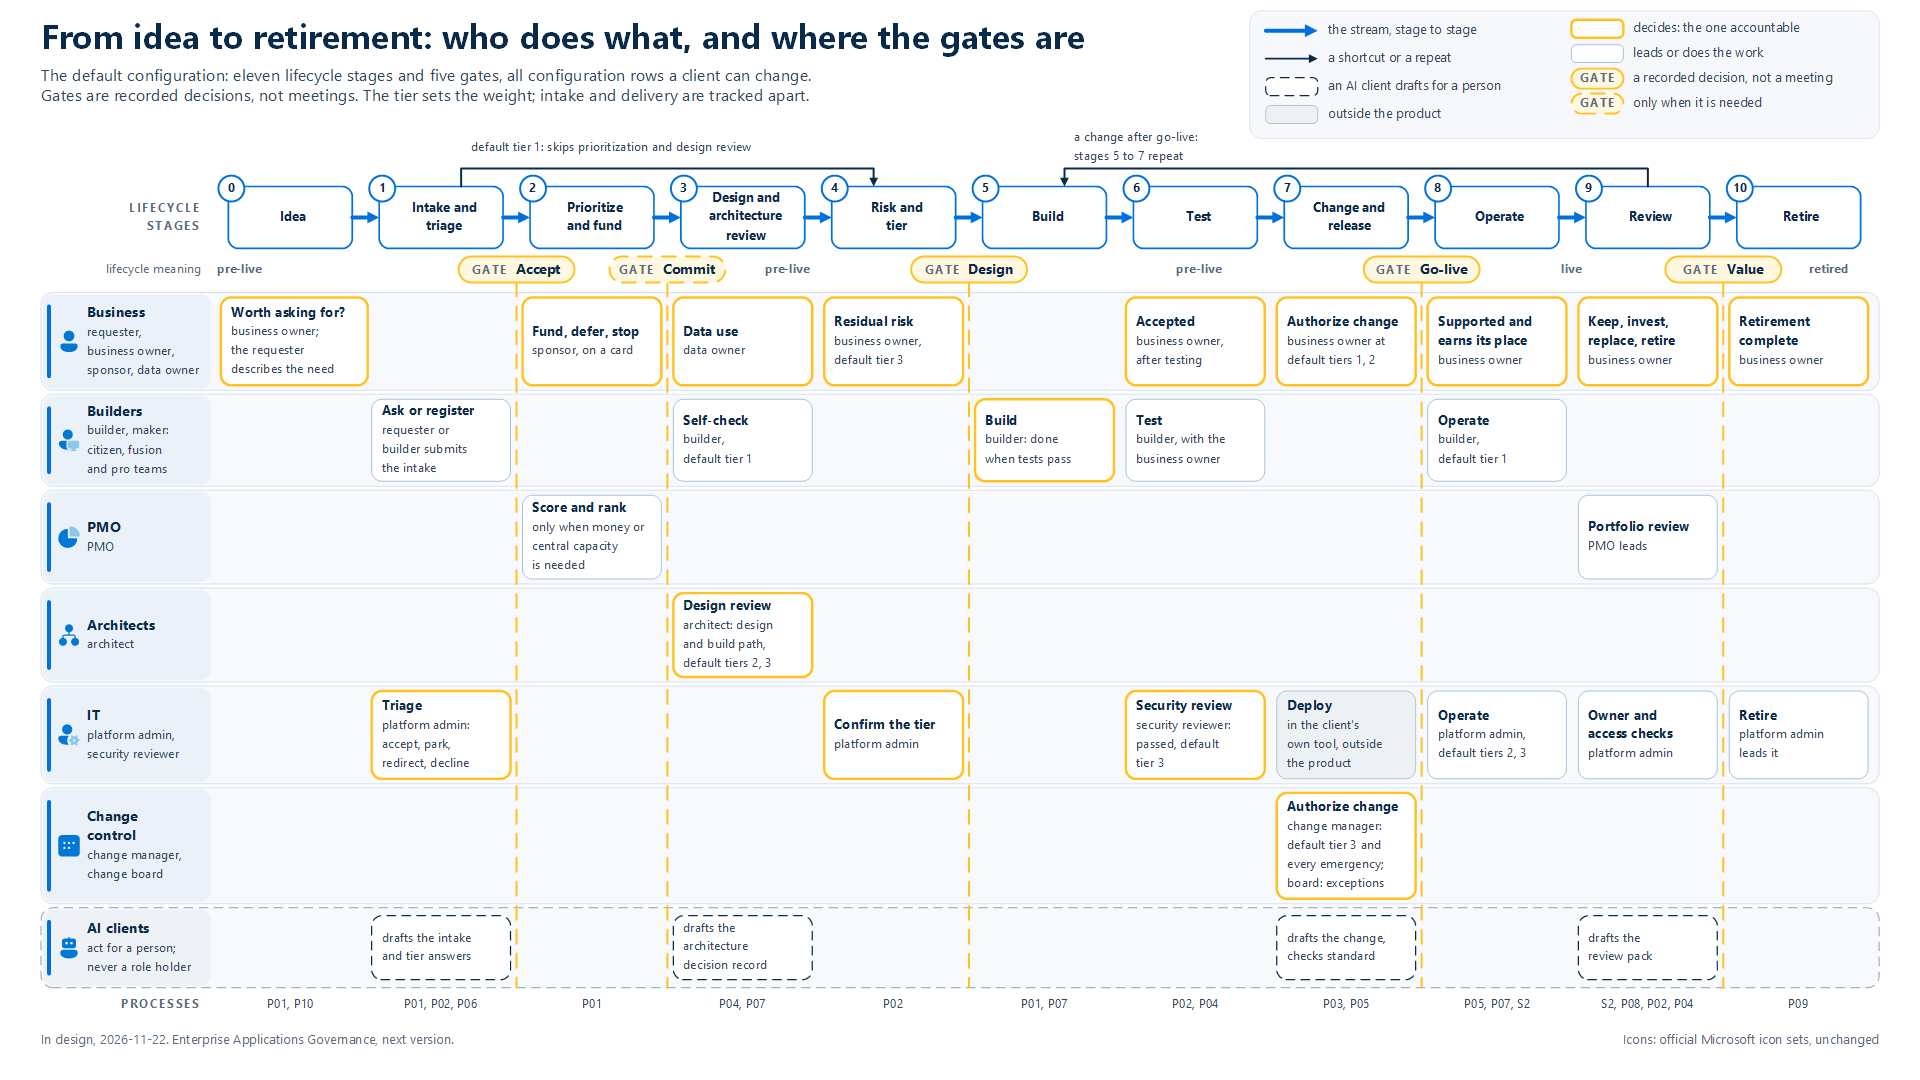 From idea to retirement: who does what, and where the gates are
The default configuration: eleven lifecycle stages and five gates, all configuration rows a client can change.
Gates are recorded decisions, not meetings. The tier sets the weight; intake and delivery are tracked apart.
the stream, stage to stage
a shortcut or a repeat
an AI client drafts for a person
outside the product
decides: the one accountable
leads or does the work
GATE a recorded decision, not a meeting
GATE only when it is needed
default tier 1: skips prioritization and design review
a change after go-live:
stages 5 to 7 repeat
LIFECYCLE
STAGES
0
Idea
1
Intake and
triage
2
Prioritize
and fund
3
Design and
architecture
review
4
Risk and
tier
5
Build
6
Test
7
Change and
release
8
Operate
9
Review
10
Retire
lifecycle meaning
pre-live
GATE Accept
GATE Commit
pre-live
GATE Design
pre-live
GATE Go-live
live
GATE Value
retired
Business
requester,
business owner,
sponsor, data owner
Worth asking for?
business owner;
the requester
describes the need
Fund, defer, stop
sponsor, on a card
Data use
data owner
Residual risk
business owner,
default tier 3
Accepted
business owner,
after testing
Authorize change
business owner at
default tiers 1, 2
Supported and
earns its place
business owner
Keep, invest,
replace, retire
business owner
Retirement
complete
business owner
Builders
builder, maker:
citizen, fusion
and pro teams
Ask or register
requester or
builder submits
the intake
Self-check
builder,
default tier 1
Build
builder: done
when tests pass
Test
builder, with the
business owner
Operate
builder,
default tier 1
PMO
PMO
Score and rank
only when money or
central capacity
is needed
Portfolio review
PMO leads
Architects
architect
Design review
architect: design
and build path,
default tiers 2, 3
IT
platform admin,
security reviewer
Triage
platform admin:
accept, park,
redirect, decline
Confirm the tier
platform admin
Security review
security reviewer:
passed, default
tier 3
Deploy
in the client's
own tool, outside
the product
Operate
platform admin,
default tiers 2, 3
Owner and
access checks
platform admin
Retire
platform admin
leads it
Change
control
change manager,
change board
Authorize change
change manager:
default tier 3 and
every emergency;
board: exceptions
AI clients
act for a person;
never a role holder
drafts the intake
and tier answers
drafts the
architecture
decision record
drafts the change,
checks standard
drafts the
review pack
PROCESSES
P01, P10
P01, P02, P06
P01
P04, P07
P02
P01, P07
P02, P04
P03, P05
P05, P07, S2
S2, P08, P02, P04
P09
In design, 2026-11-22. Enterprise Applications Governance, next version.
Icons: official Microsoft icon sets, unchanged